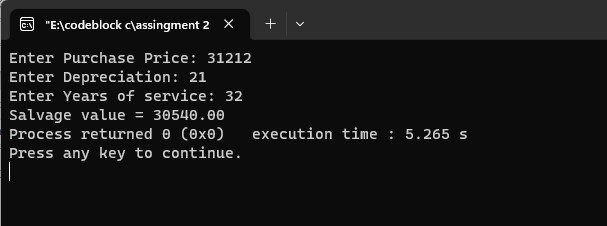 "E:\codeblock c\assingment 2
Enter Purchase Price: 31212
Enter Depreciation: 21
Enter Years of service: 32
Salvage value = 30540.00
Process returned 0 (0x0)   execution time : 5.265 s
Press any key to continue.